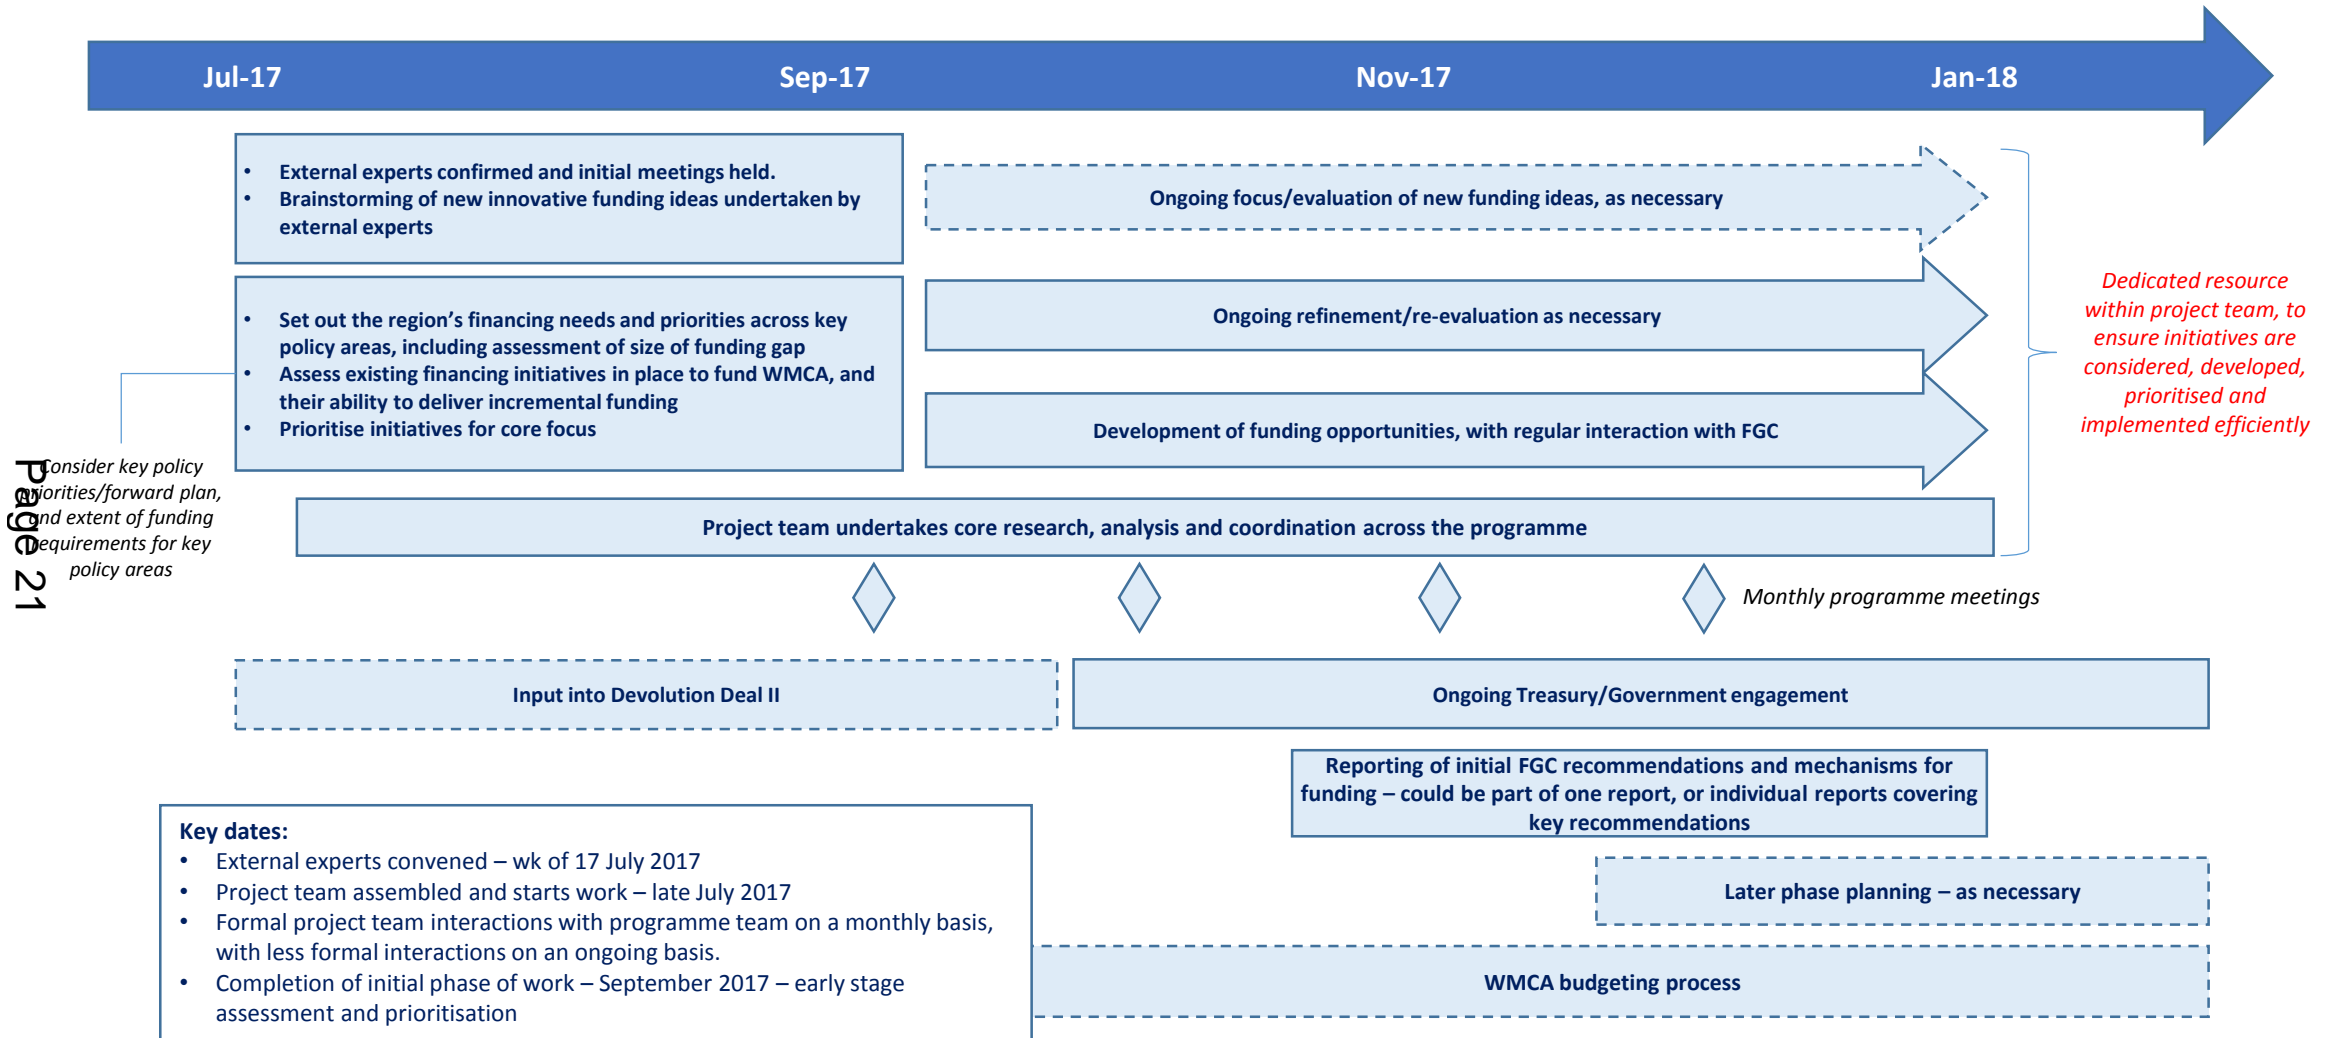 Jul-17
Sep-17
Nov-17
Jan-18
• External experts confirmed and initial meetings held.
• Brainstorming of new innovative funding ideas undertaken by
external experts
Ongoing focus/evaluation of new funding ideas, as necessary
• Set out the region's financing needs and priorities across key
policy areas, including assessment of size of funding gap
• Assess existing financing initiatives in place to fund WMCA, and
their ability to deliver incremental funding
• Prioritise initiatives for core focus
Ongoing refinement/re-evaluation as necessary
Development of funding opportunities, with regular interaction with FGC
Dedicated resource
within project team, to
ensure initiatives are
considered, developed,
prioritised and
implemented efficiently
Consider key policy
priorities/forward plan,
and extent of funding
requirements for key
policy areas
Page 21
Project team undertakes core research, analysis and coordination across the programme
Monthly programme meetings
Input into Devolution Deal II
Ongoing Treasury/Government engagement
Reporting of initial FGC recommendations and mechanisms for
funding – could be part of one report, or individual reports covering
key recommendations
Later phase planning – as necessary
WMCA budgeting process
Key dates:
• External experts convened – wk of 17 July 2017
• Project team assembled and starts work – late July 2017
• Formal project team interactions with programme team on a monthly basis,
with less formal interactions on an ongoing basis.
• Completion of initial phase of work – September 2017 – early stage
assessment and prioritisation